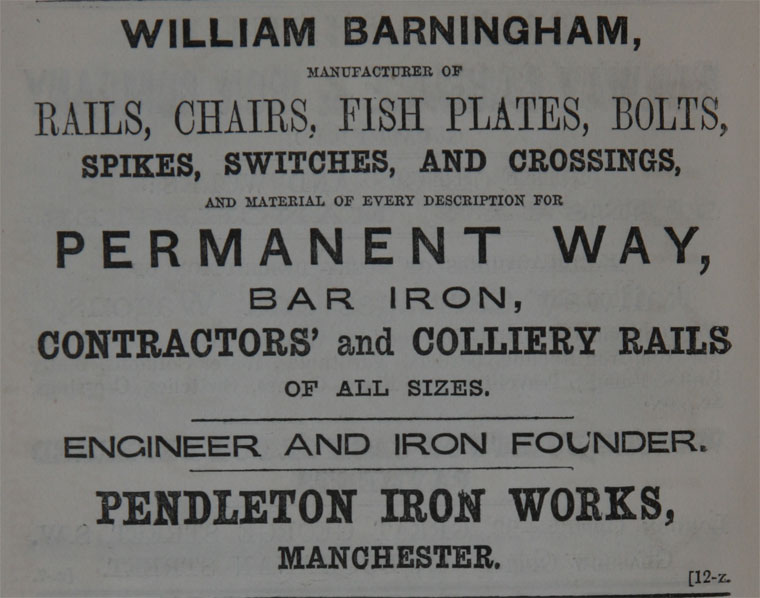 WILLIAM BARNINGHAM,
MANUFACTURER OF
RAILS, CHAIRS, FISH PLATES, BOLTS,
SPIKES, SWITCHES, AND CROSSINGS,
AND MATERIAL OF EVERY DESCRIPTION FOR
PERMANENT WAY,
BAR IRON,
CONTRACTORS' and COLLIERY RAILS
OF ALL SIZES.
ENGINEER AND IRON FOUNDER.
PENDLETON IRON WORKS,
MANCHESTER.
[12-z.